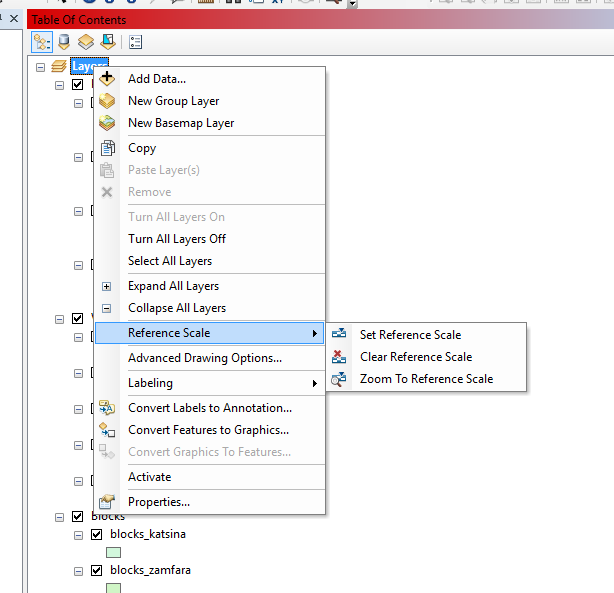 Table Of Contents
Layers
Add Data...
New Group Layer
New Basemap Layer
Copy
Paste Layer(s)
Remove
Turn All Layers On
Turn All Layers Off
Select All Layers
Expand All Layers
Collapse All Layers
Reference Scale
Set Reference Scale
Clear Reference Scale
Zoom To Reference Scale
Advanced Drawing Options...
Labeling
Convert Labels to Annotation...
Convert Features to Graphics...
Convert Graphics To Features...
Activate
Properties...
Blocks
blocks_katsina
blocks_zamfara